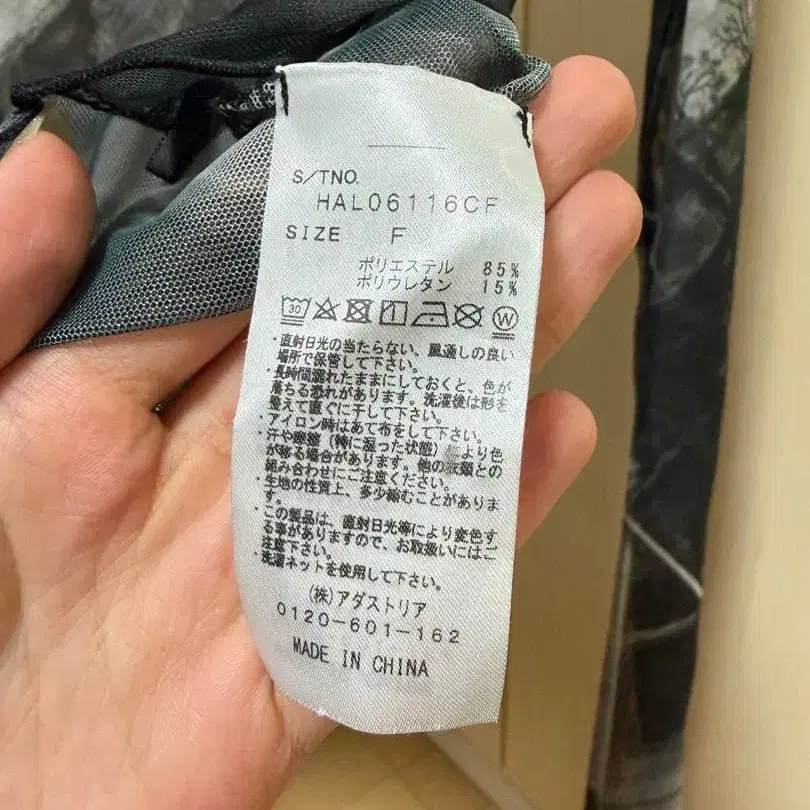 S/TNO.
HAL06116CF
SIZE F
ポリエステル 85%
ポリウレタン 15%
30
W
・直射日光の当たらない、風通しの良い
場所で保管して下さい。
・長時間濡れたままにしておくと、色が
落ちる恐れがあります。洗濯後は形を
整えて直ぐに干して下さい。
・アイロン時はあて布をして下さい。
・汗や摩擦(特に湿った状態)により色
が移る場合があります。他の衣類との
組み合わせにご注意ください。
・生地の性質上、多少縮むことがありま
す。
・この製品は、直射日光等により変色す
る事がありますので、お取扱いにはご
注意下さい。
・洗濯ネットを使用して下さい。
(株)アダストリア
0120-601-162
MADE IN CHINA